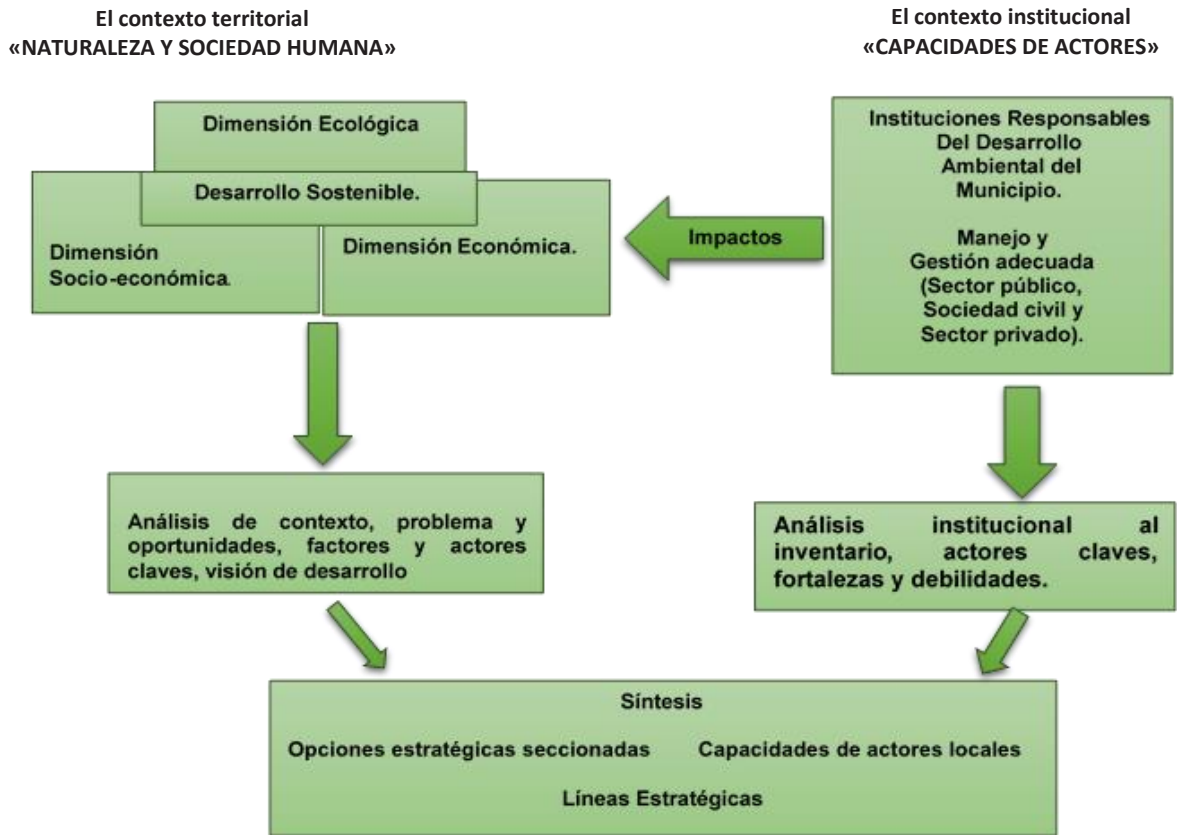 El contexto territorial
«NATURALEZA Y SOCIEDAD HUMANA»
El contexto institucional
«CAPACIDADES DE ACTORES»
Dimensión Ecológica
Desarrollo Sostenible.
Dimensión
Socio-económica.
Dimensión Económica.
Impactos
Instituciones Responsables
Del Desarrollo
Ambiental del
Municipio.
Manejo y
Gestión adecuada
(Sector público,
Sociedad civil y
Sector privado).
Análisis de contexto, problema y
oportunidades, factores y actores
claves, visión de desarrollo
Análisis institucional al
inventario, actores claves,
fortalezas y debilidades.
Síntesis
Opciones estratégicas seccionadas Capacidades de actores locales
Líneas Estratégicas